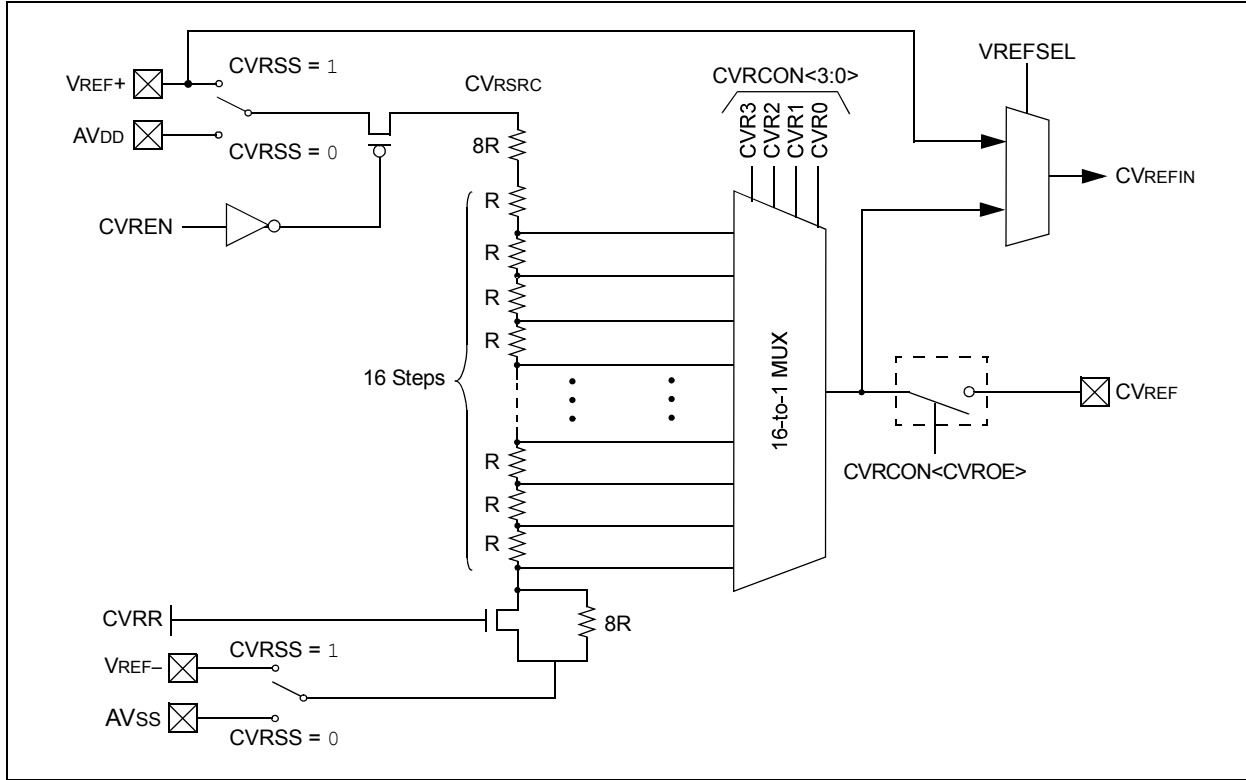 VREF+
CVRSS = 1
AVDD
CVRSS = 0
CVREN
CVRSRC
8R
R
R
R
R
16 Steps
R
R
R
CVRCON<3:0>
CVR3
CVR2
CVR1
CVR0
16-to-1 MUX
VREFSEL
CVREFIN
CVREF
CVRCON<CVROE>
CVRR
8R
VREF–
CVRSS = 1
AVSS
CVRSS = 0